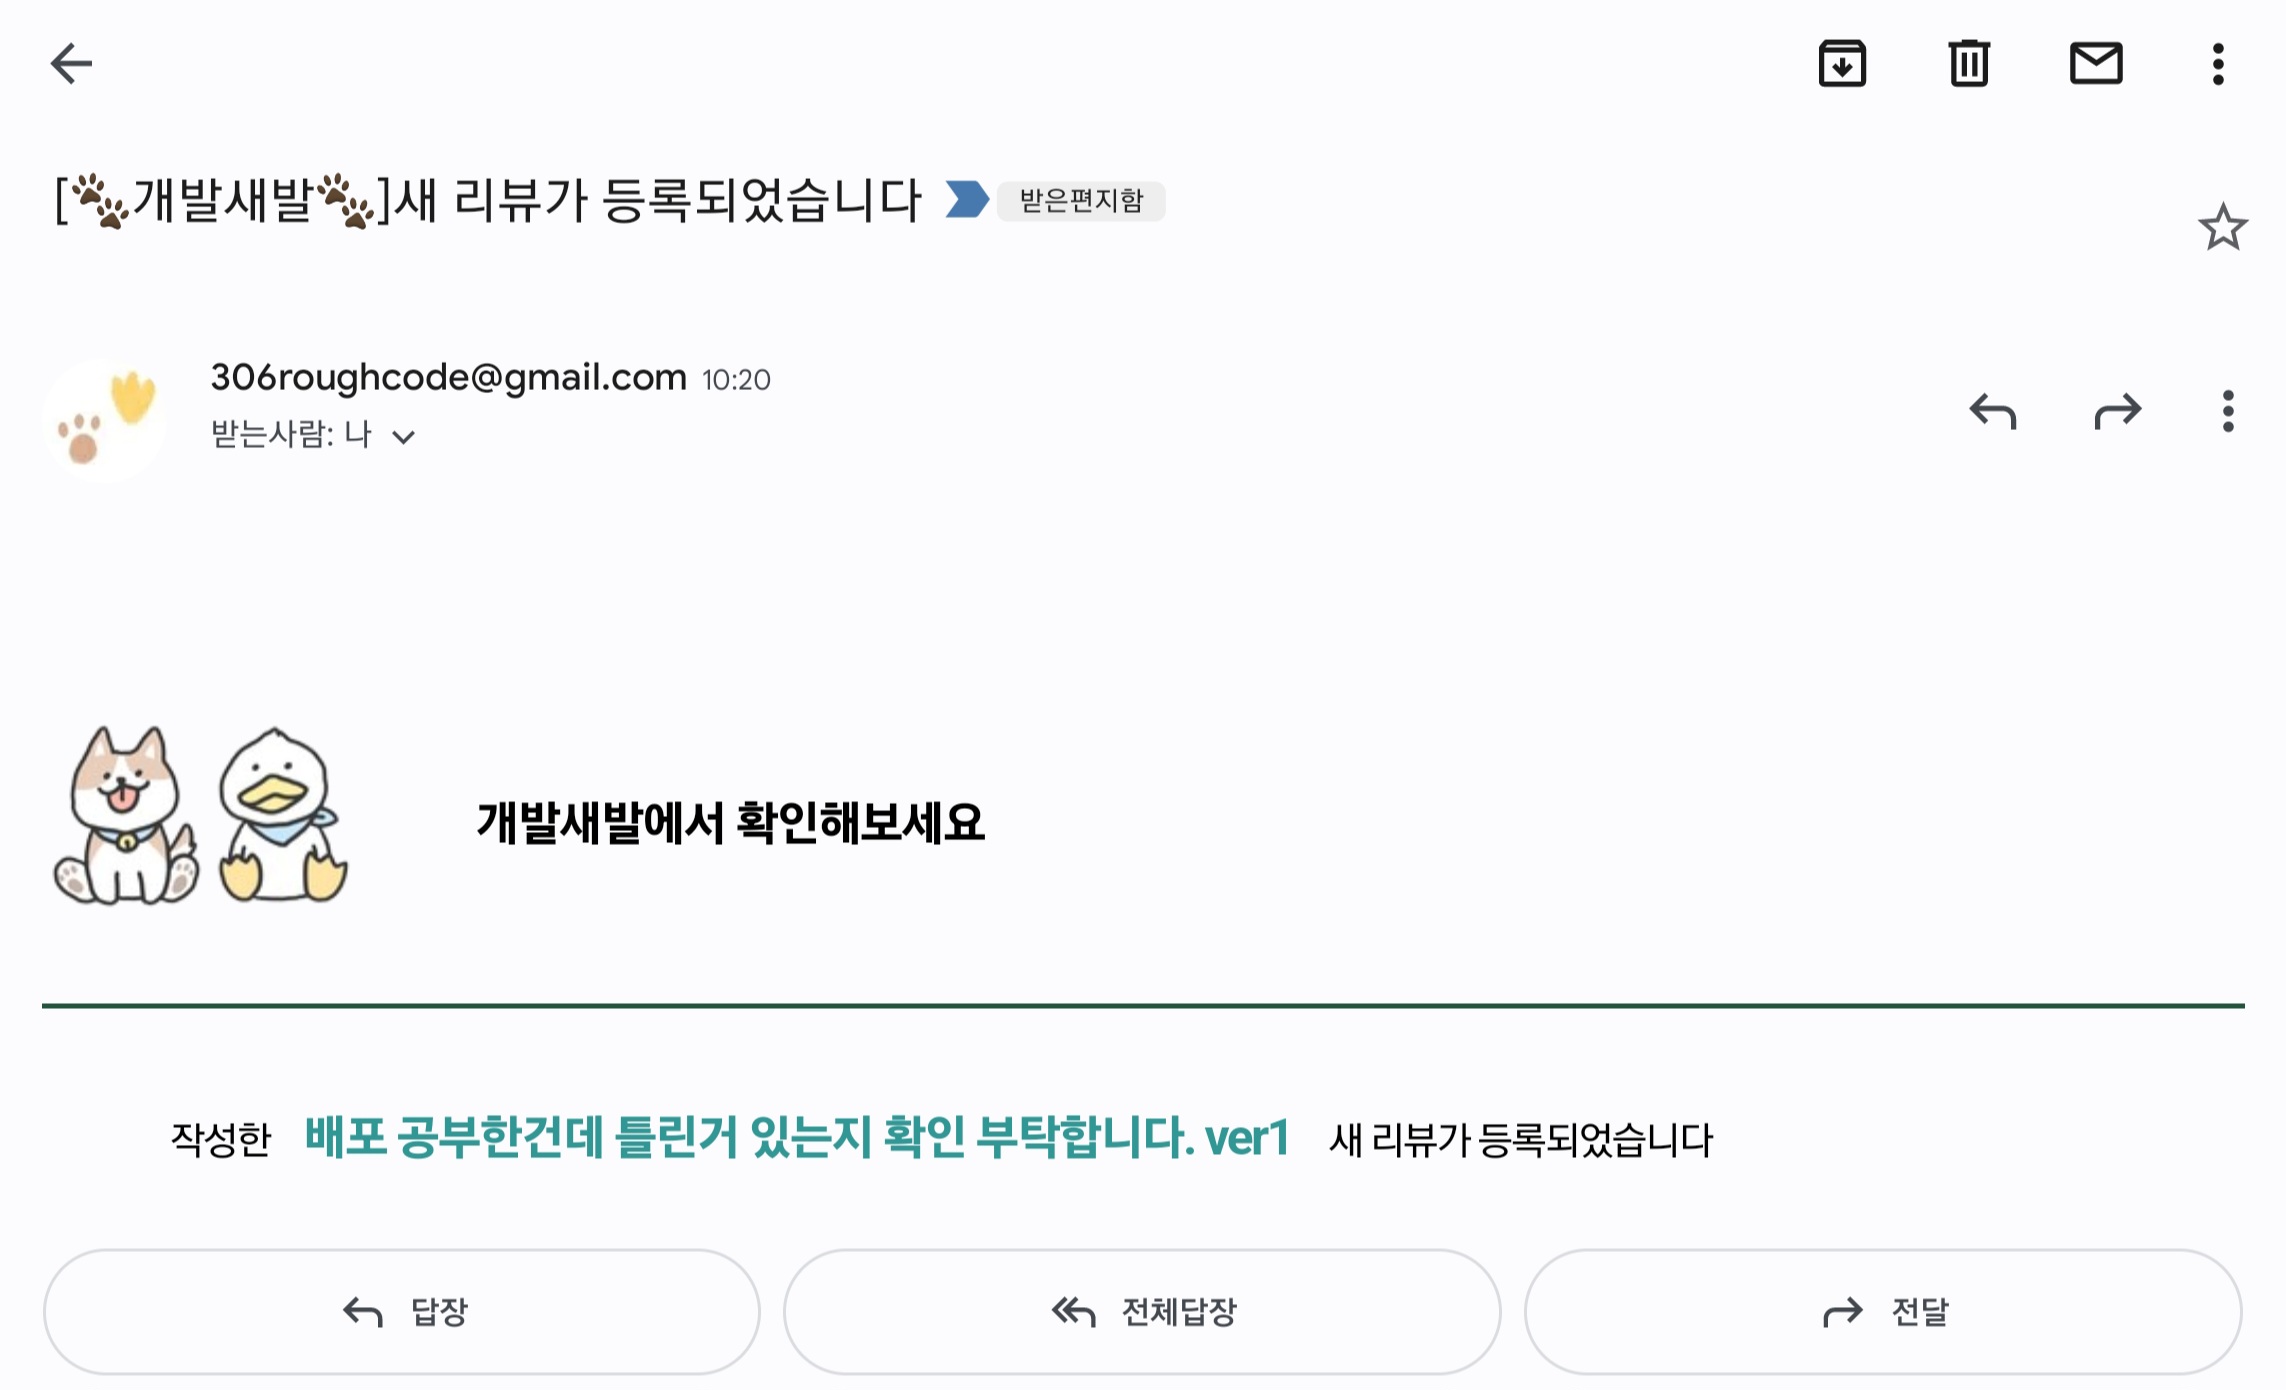 [🐾개발새발🐾]새 리뷰가 등록되었습니다 받은편지함
306roughcode@gmail.com 10:20
받는사람: 나
개발새발에서 확인해보세요
작성한 배포 공부한건데 틀린거 있는지 확인 부탁합니다. ver1 새 리뷰가 등록되었습니다
답장 전체답장 전달